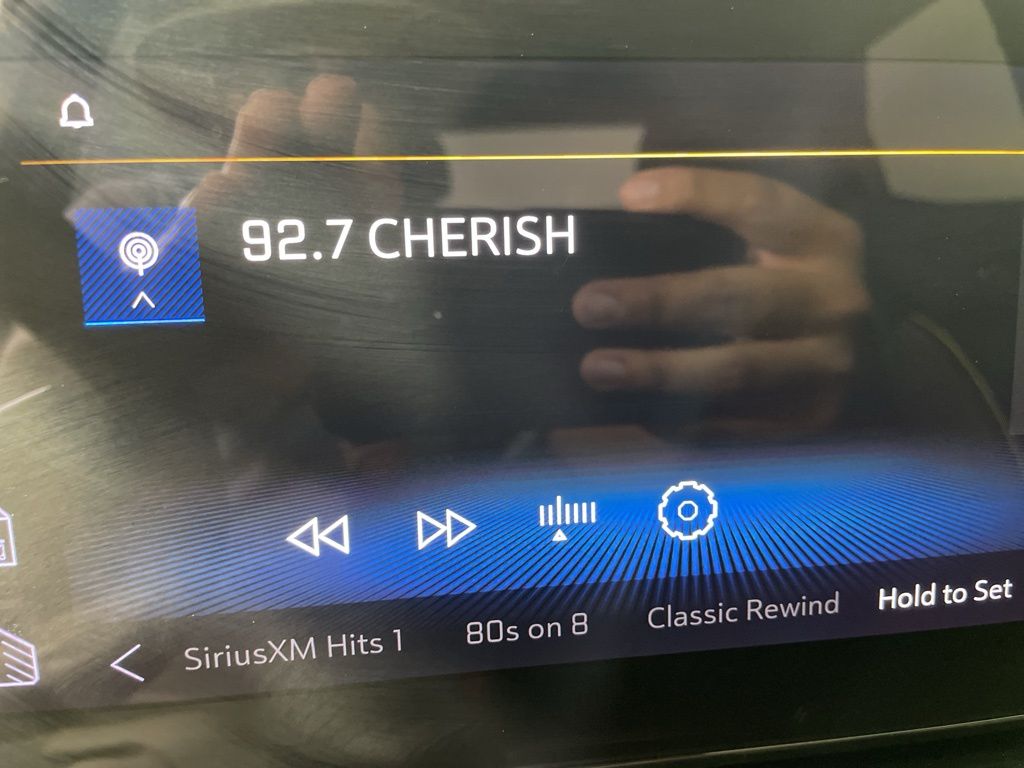 92.7 CHERISH
SiriusXM Hits 1
80s on 8
Classic Rewind
Hold to Set